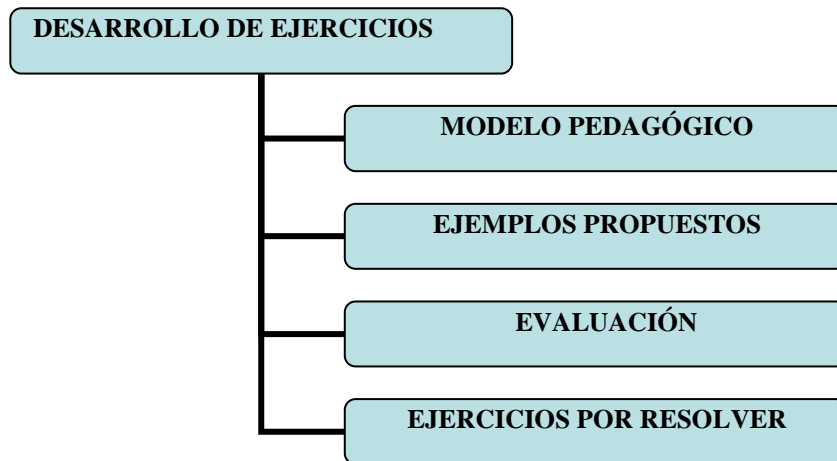 DESARROLLO DE EJERCICIOS
MODELO PEDAGÓGICO
EJEMPLOS PROPUESTOS
EVALUACIÓN
EJERCICIOS POR RESOLVER